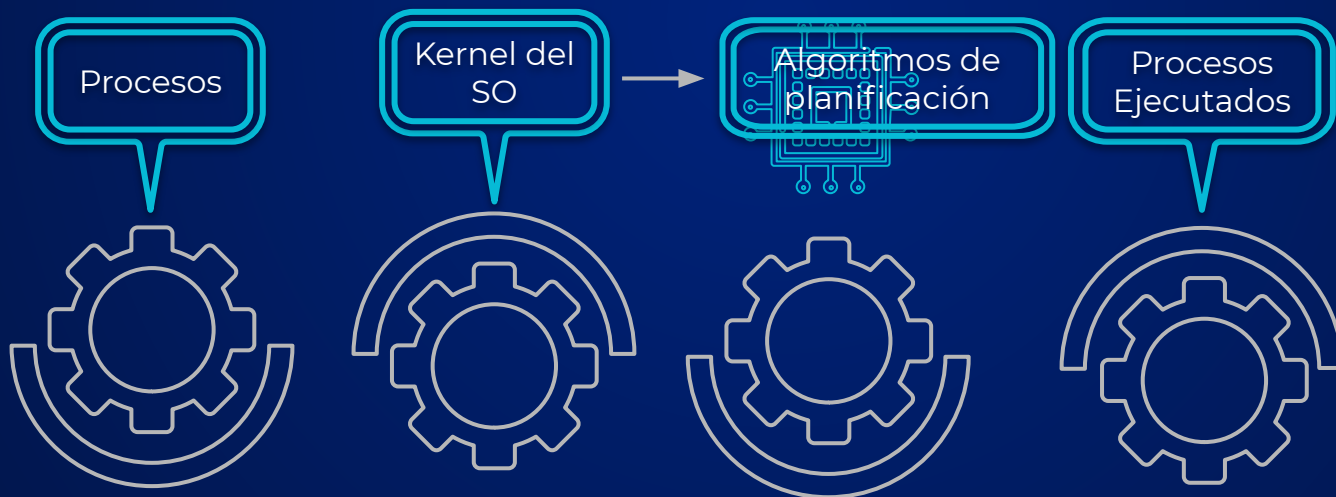 Procesos
Kernel del
SO
Algoritmos de
planificación
Procesos
Ejecutados